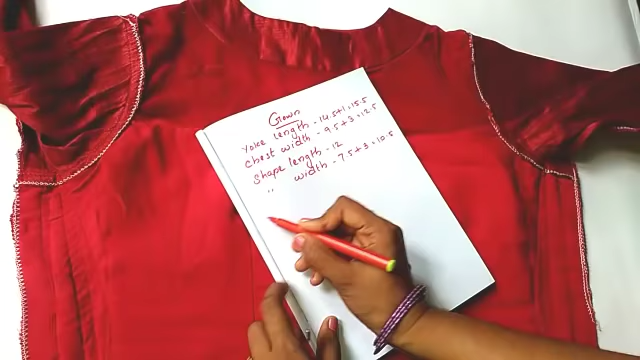 Gown
Yoke length - 14.5+1=15.5
Chest width - 9.5+3=12.5
Shape length - 12
" width - 7.5+3=10.5